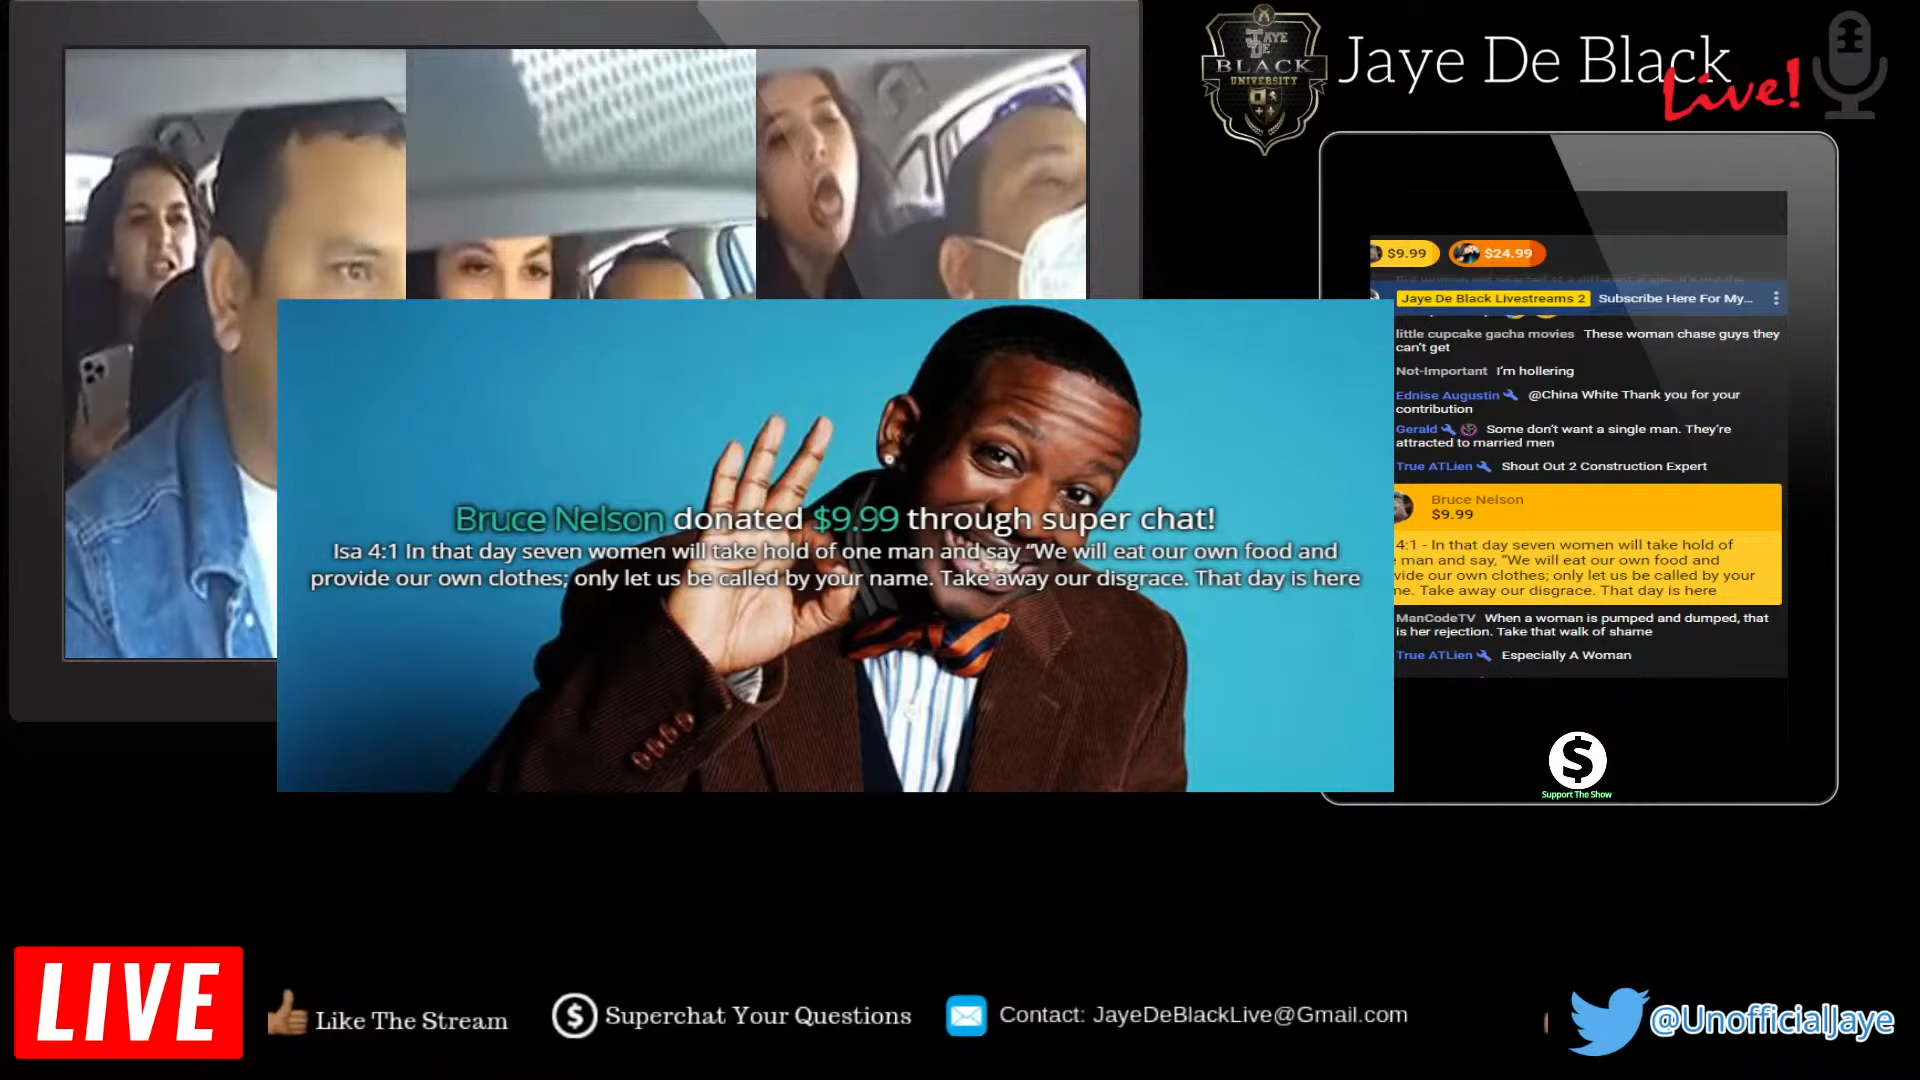 JAYE
DE
BLACK
UNIVERSITY
Jaye De Black
Live!
$9.99
$24.99
Jaye De Black Livestreams 2 Subscribe Here For My...
little cupcake gacha movies These woman chase guys they
can't get
Not-Important I'm hollering
Ednise Augustin @China White Thank you for your
contribution
Gerald Some don't want a single man. They're
attracted to married men
True ATLien Shout Out 2 Construction Expert
Bruce Nelson
$9.99
4:1 - In that day seven women will take hold of
man and say, "We will eat our own food and
vide our own clothes; only let us be called by your
ne. Take away our disgrace. That day is here
ManCodeTV When a woman is pumped and dumped, that
is her rejection. Take that walk of shame
True ATLien Especially A Woman
Bruce Nelson donated $9.99 through super chat!
Isa 4:1 In that day seven women will take hold of one man and say “We will eat our own food and
provide our own clothes; only let us be called by your name. Take away our disgrace. That day is here
$
Support The Show
LIVE
Like The Stream
$ Superchat Your Questions
Contact: JayeDeBlackLive@Gmail.com
@UnofficialJaye